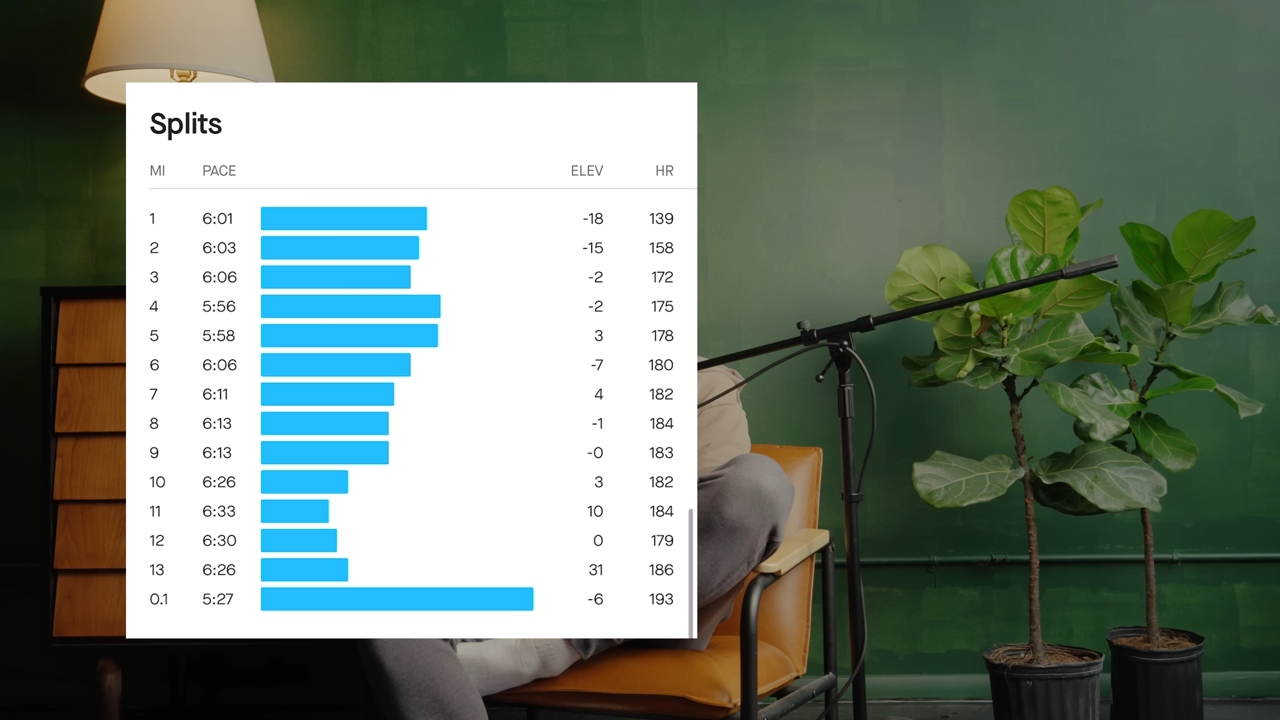 Splits
MI PACE ELEV HR
1 6:01 -18 139
2 6:03 -15 158
3 6:06 -2 172
4 5:56 -2 175
5 5:58 3 178
6 6:06 -7 180
7 6:11 4 182
8 6:13 -1 184
9 6:13 -0 183
10 6:26 3 182
11 6:33 10 184
12 6:30 0 179
13 6:26 31 186
0.1 5:27 -6 193